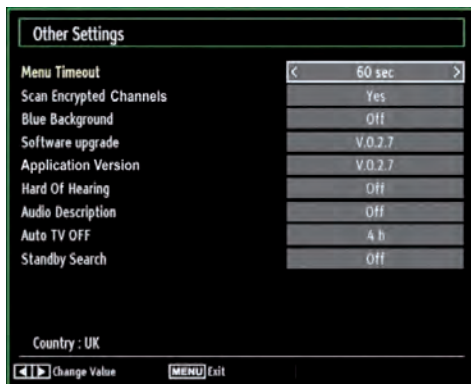 Other Settings
Menu Timeout < 60 sec >
Scan Encrypted Channels Yes
Blue Background Off
Software upgrade V.0.2.7
Application Version V.0.2.7
Hard Of Hearing Off
Audio Description Off
Auto TV OFF 4 h
Standby Search Off
Country : UK
◀ ▶ Change Value MENU Exit